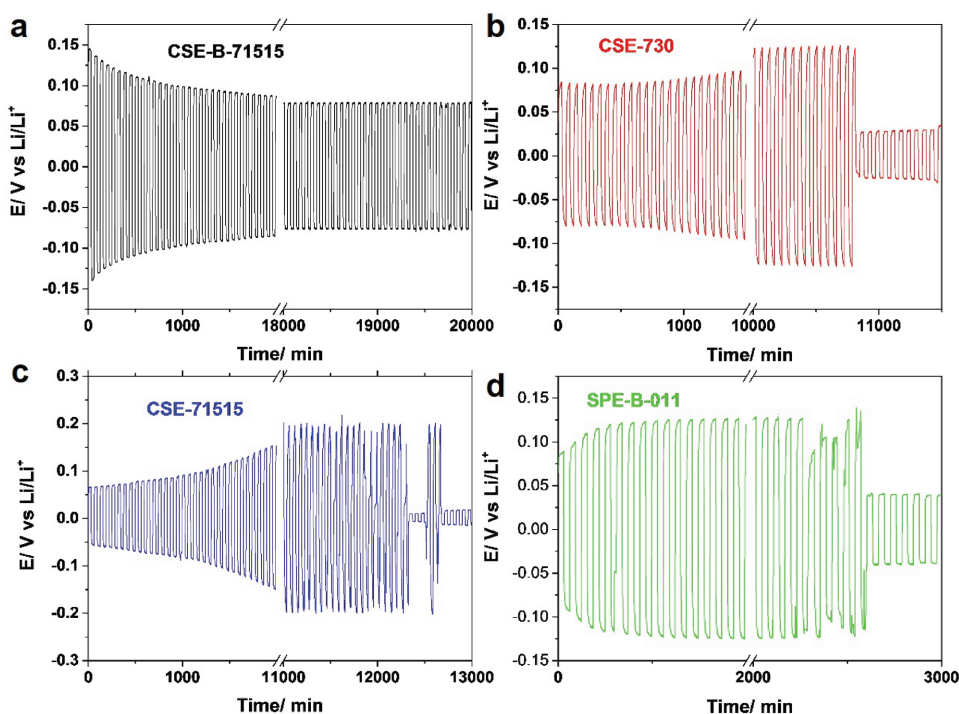 a
CSE-B-71515
E/ V vs Li/Li⁺
0.15
0.10
0.05
0.00
-0.05
-0.10
-0.15
0 1000 18000 19000 20000
Time/ min
b
CSE-730
E/ V vs Li/Li⁺
0.15
0.10
0.05
0.00
-0.05
-0.10
-0.15
0 1000 10000 11000
Time/ min
c
CSE-71515
E/ V vs Li/Li⁺
0.3
0.2
0.1
0.0
-0.1
-0.2
-0.3
0 1000 11000 12000 13000
Time/ min
d
SPE-B-011
E/ V vs Li/Li⁺
0.15
0.10
0.05
0.00
-0.05
-0.10
-0.15
0 2000 3000
Time/ min